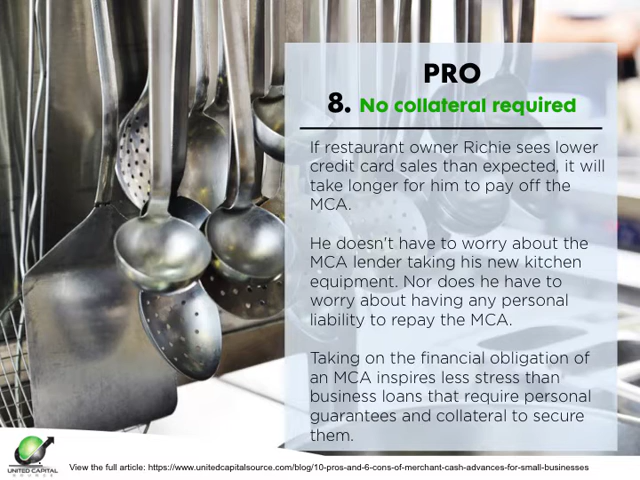 PRO
8. No collateral required
If restaurant owner Richie sees lower
credit card sales than expected, it will
take longer for him to pay off the
MCA.
He doesn't have to worry about the
MCA lender taking his new kitchen
equipment. Nor does he have to
worry about having any personal
liability to repay the MCA.
Taking on the financial obligation of
an MCA inspires less stress than
business loans that require personal
guarantees and collateral to secure
them.
UNITED CAPITAL
SOURCE
View the full article: https://www.unitedcapitalsource.com/blog/10-pros-and-6-cons-of-merchant-cash-advances-for-small-businesses